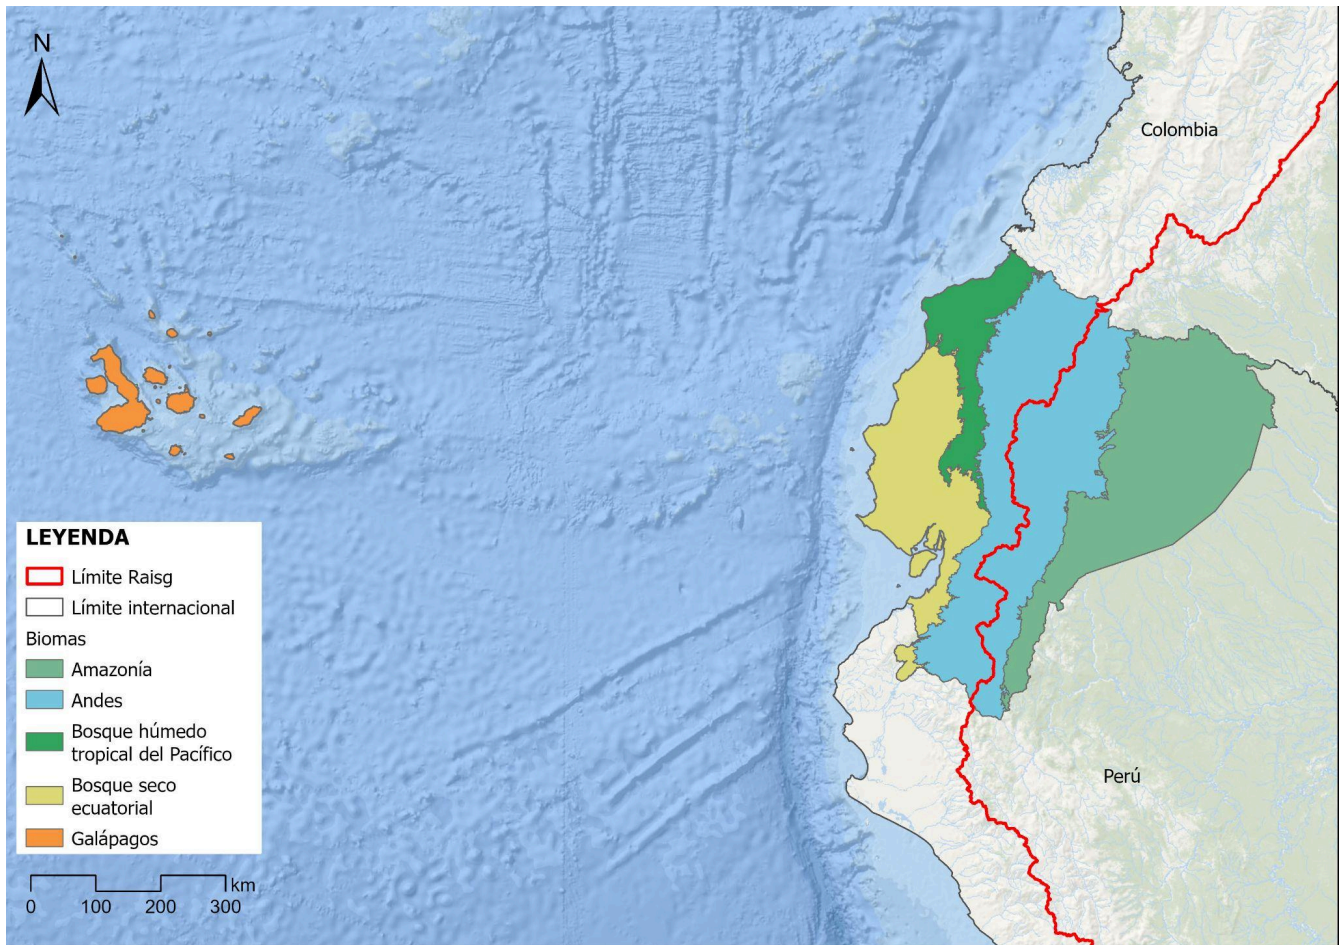 N
Colombia
Perú
LEYENDA
Límite Raisg
Límite internacional
Biomas
Amazonía
Andes
Bosque húmedo
tropical del Pacífico
Bosque seco
ecuatorial
Galápagos
km
0 100 200 300